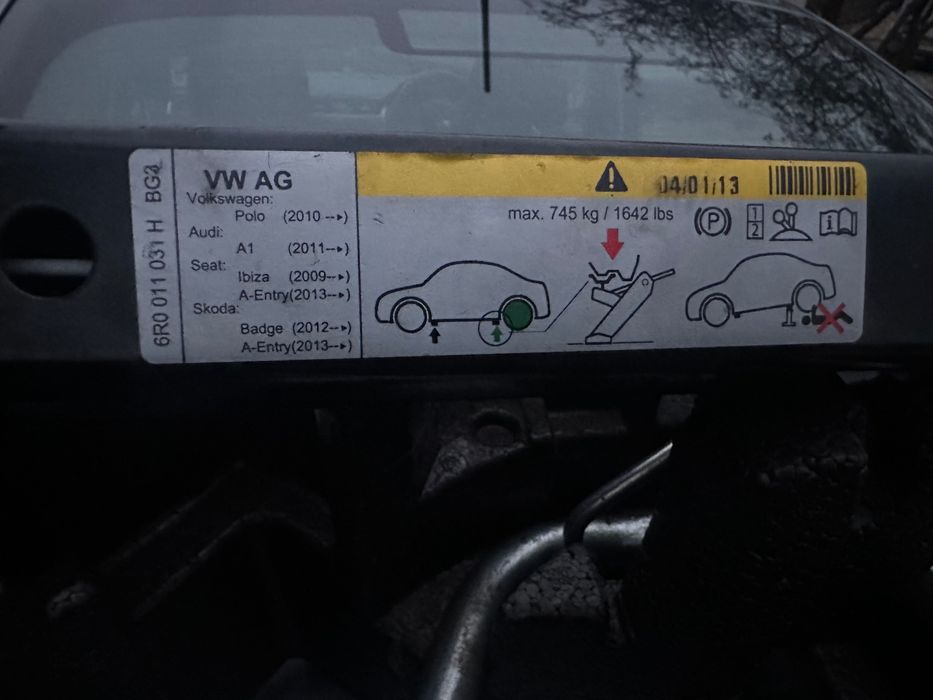 6R0 011 031 H BG3
VW AG
Volkswagen:
Polo (2010--▸)
Audi:
A1 (2011--▸)
Seat:
Ibiza (2009--▸)
A-Entry(2013--▸)
Skoda:
Badge (2012--▸)
A-Entry(2013--▸)
04/01/13
max. 745 kg / 1642 lbs
P
1
2
i